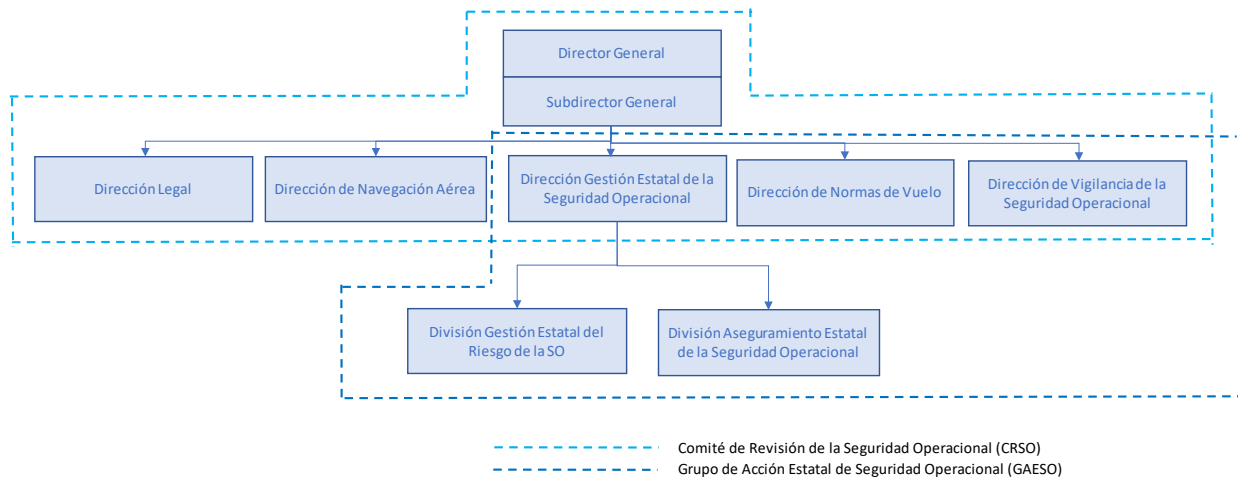 Director General
Subdirector General
Dirección Legal
Dirección de Navegación Aérea
Dirección Gestión Estatal de la
Seguridad Operacional
Dirección de Normas de Vuelo
Dirección de Vigilancia de la
Seguridad Operacional
División Gestión Estatal del
Riesgo de la SO
División Aseguramiento Estatal
de la Seguridad Operacional
Comité de Revisión de la Seguridad Operacional (CRSO)
Grupo de Acción Estatal de Seguridad Operacional (GAESO)